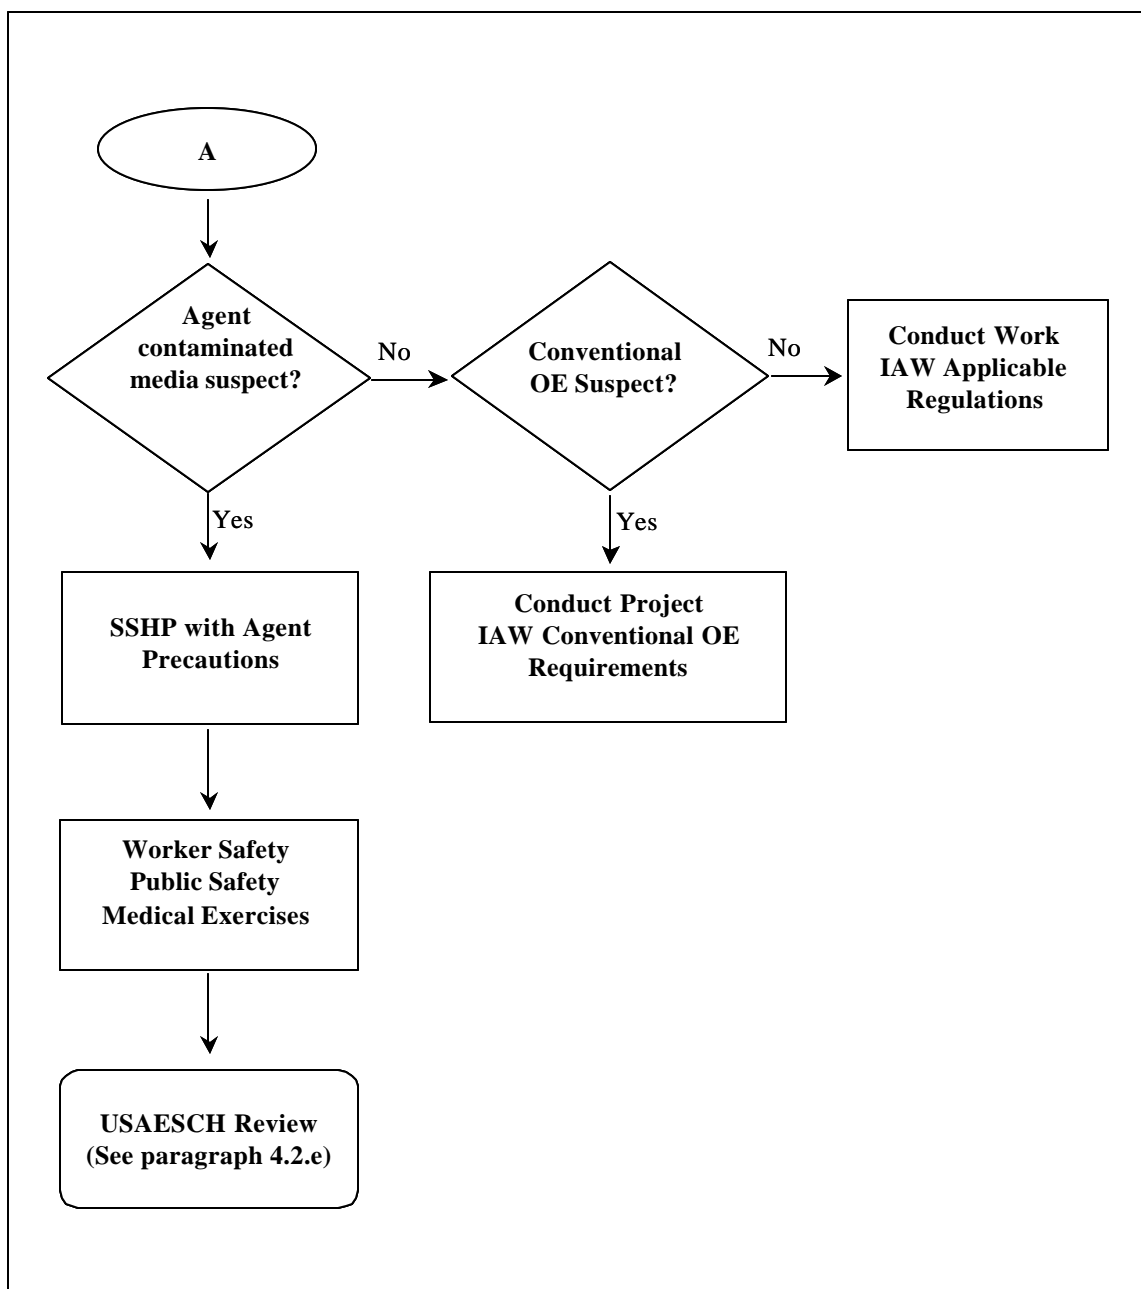 A
Agent
contaminated
media suspect?
No
Conventional
OE Suspect?
No
Conduct Work
IAW Applicable
Regulations
Yes
SSHP with Agent
Precautions
Yes
Conduct Project
IAW Conventional OE
Requirements
Worker Safety
Public Safety
Medical Exercises
USAESCH Review
(See paragraph 4.2.e)